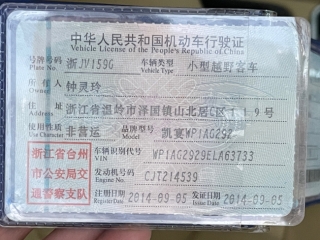 中华人民共和国机动车行驶证
Vehicle License of the People's Republic of China
号牌号码 浙JV159G 车辆类型 小型越野客车
Plate No. Vehicle Type
所有人 钟灵玲
Owner
住址 浙江省温岭市泽国镇山北居C区119号
Address
使用性质 非营运 品牌型号 凯宴WP1AG292
Use Character Model
浙江省台州 车辆识别代号 WP1AG2929ELA63733
VIN
市公安局交 发动机号码 CJT214539
Engine No.
通警察支队 注册日期 2014-09-05 发证日期 2014-09-05
Register Date Issue Date